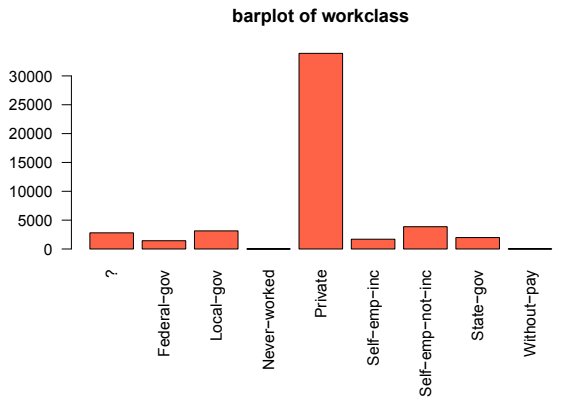 barplot of workclass
30000
25000
20000
15000
10000
5000
0
?
Federal−gov
Local−gov
Never−worked
Private
Self−emp−inc
Self−emp−not−inc
State−gov
Without−pay